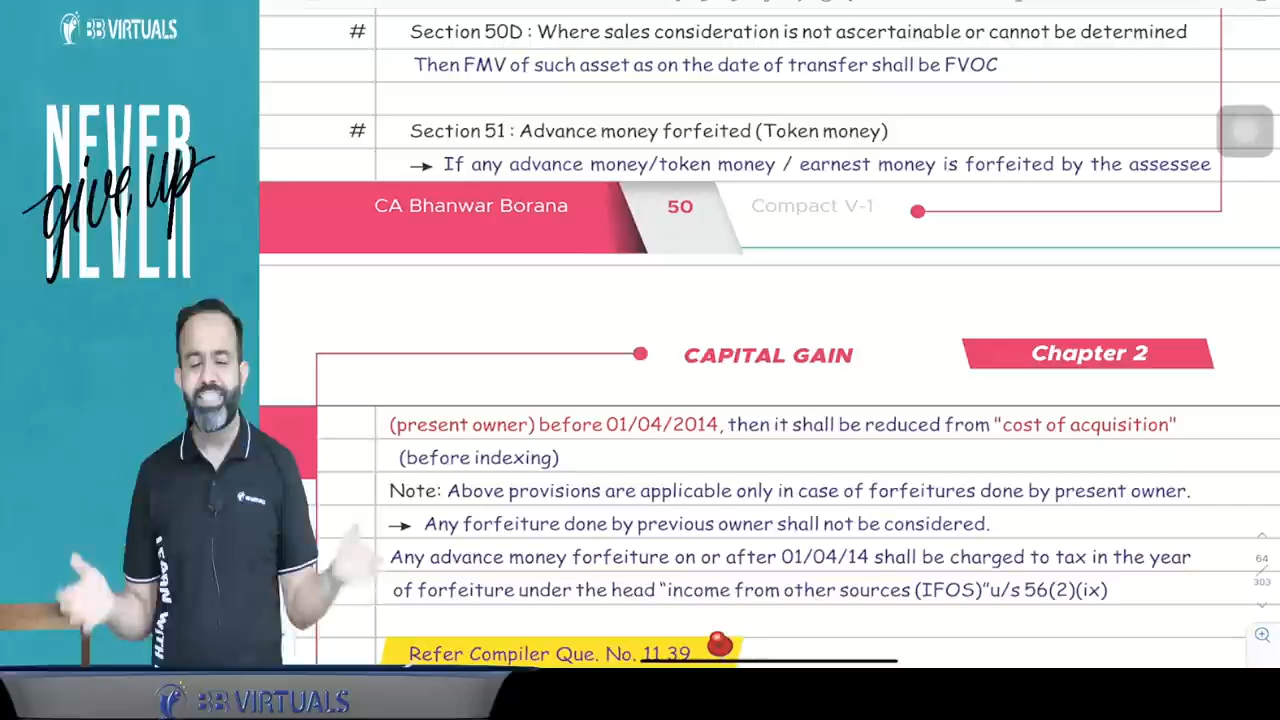 BB VIRTUALS
NEVER
give up
NEVER
# Section 50D : Where sales consideration is not ascertainable or cannot be determined
Then FMV of such asset as on the date of transfer shall be FVOC
# Section 51 : Advance money forfeited (Token money)
→ If any advance money/token money / earnest money is forfeited by the assessee
CA Bhanwar Borana 50 Compact V-1
CAPITAL GAIN Chapter 2
(present owner) before 01/04/2014, then it shall be reduced from "cost of acquisition"
(before indexing)
Note: Above provisions are applicable only in case of forfeitures done by present owner.
→ Any forfeiture done by previous owner shall not be considered.
Any advance money forfeiture on or after 01/04/14 shall be charged to tax in the year
of forfeiture under the head “income from other sources (IFOS)”u/s 56(2)(ix)
64
303
Refer Compiler Que. No. 11,39
LEARN WITH
BB VIRTUALS